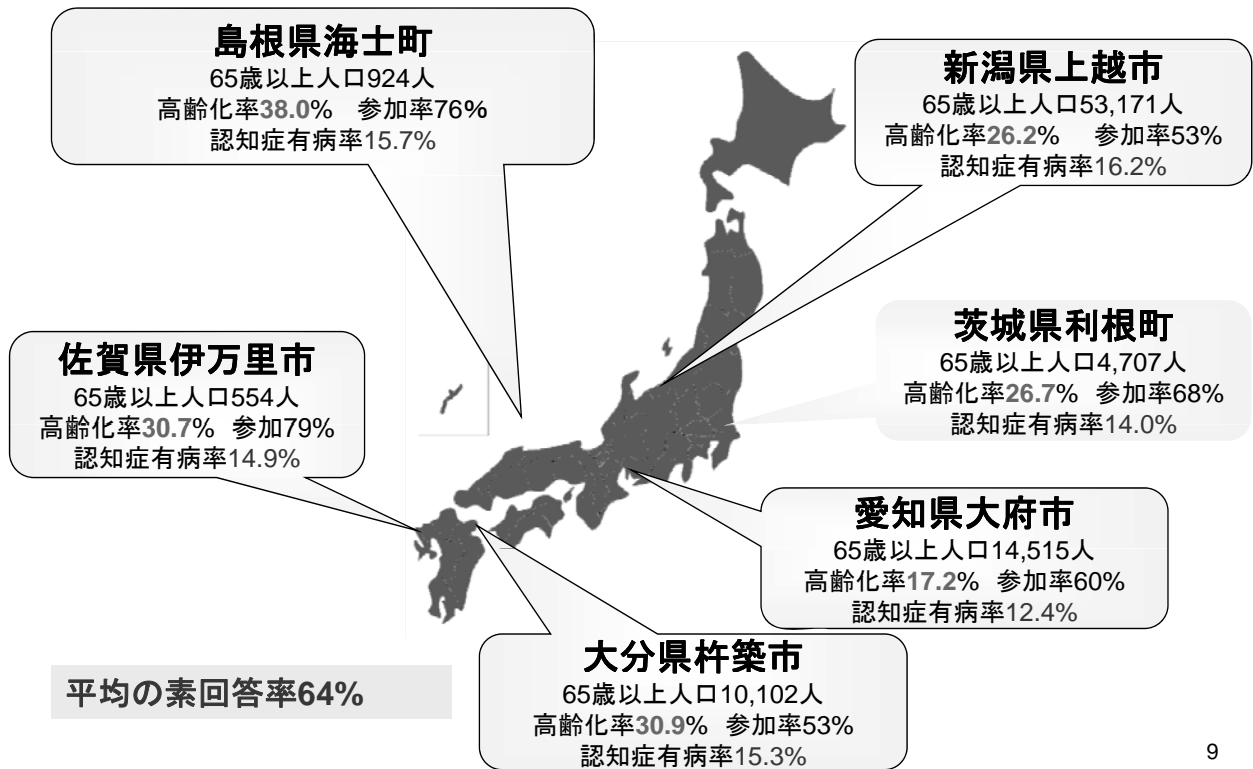 島根県海士町
65歳以上人口924人
高齢化率38.0% 参加率76%
認知症有病率15.7%
新潟県上越市
65歳以上人口53,171人
高齢化率26.2% 参加率53%
認知症有病率16.2%
茨城県利根町
65歳以上人口4,707人
高齢化率26.7% 参加率68%
認知症有病率14.0%
佐賀県伊万里市
65歳以上人口554人
高齢化率30.7% 参加79%
認知症有病率14.9%
愛知県大府市
65歳以上人口14,515人
高齢化率17.2% 参加率60%
認知症有病率12.4%
大分県杵築市
65歳以上人口10,102人
高齢化率30.9% 参加率53%
認知症有病率15.3%
平均の素回答率64%
9